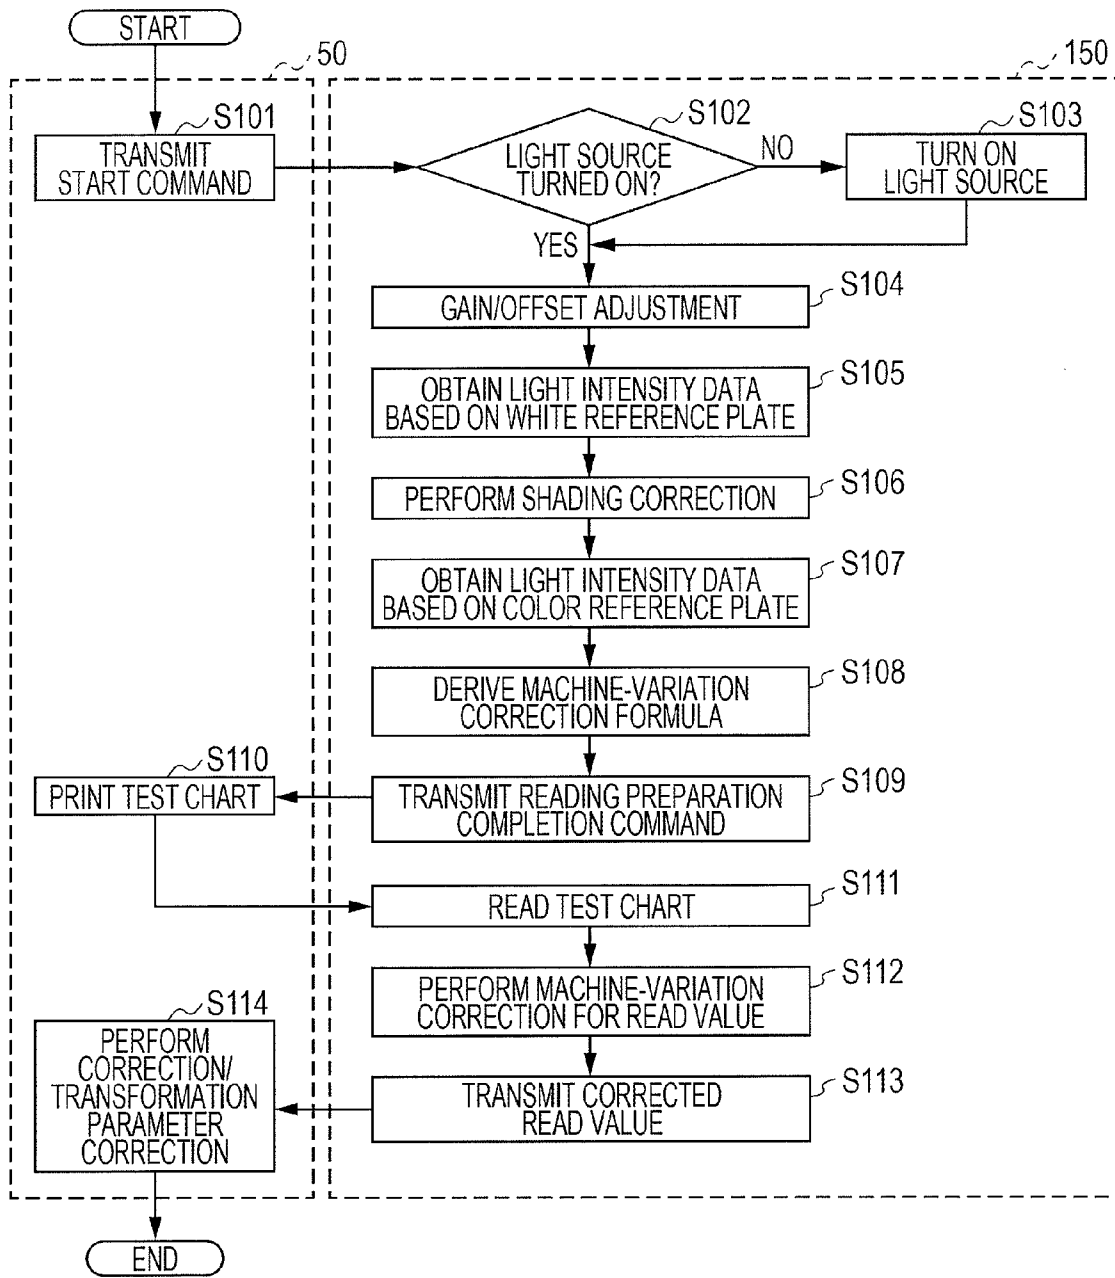 START
50
150
S101
TRANSMIT
START COMMAND
S102
LIGHT SOURCE
TURNED ON?
NO
S103
TURN ON
LIGHT SOURCE
YES
S104
GAIN/OFFSET ADJUSTMENT
S105
OBTAIN LIGHT INTENSITY DATA
BASED ON WHITE REFERENCE PLATE
S106
PERFORM SHADING CORRECTION
S107
OBTAIN LIGHT INTENSITY DATA
BASED ON COLOR REFERENCE PLATE
S108
DERIVE MACHINE-VARIATION
CORRECTION FORMULA
S109
TRANSMIT READING PREPARATION
COMPLETION COMMAND
S110
PRINT TEST CHART
S111
READ TEST CHART
S112
PERFORM MACHINE-VARIATION
CORRECTION FOR READ VALUE
S113
TRANSMIT CORRECTED
READ VALUE
S114
PERFORM
CORRECTION/
TRANSFORMATION
PARAMETER
CORRECTION
END